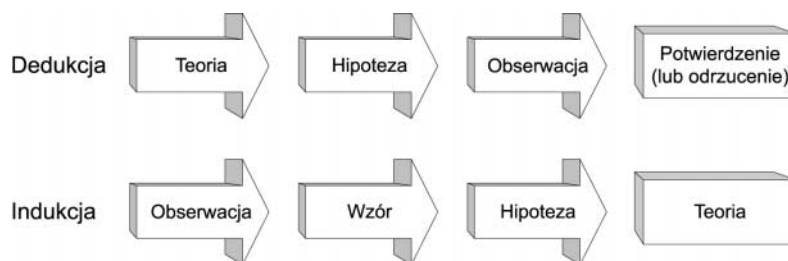 Dedukcja
Teoria
Hipoteza
Obserwacja
Potwierdzenie
(lub odrzucenie)
Indukcja
Obserwacja
Wzór
Hipoteza
Teoria